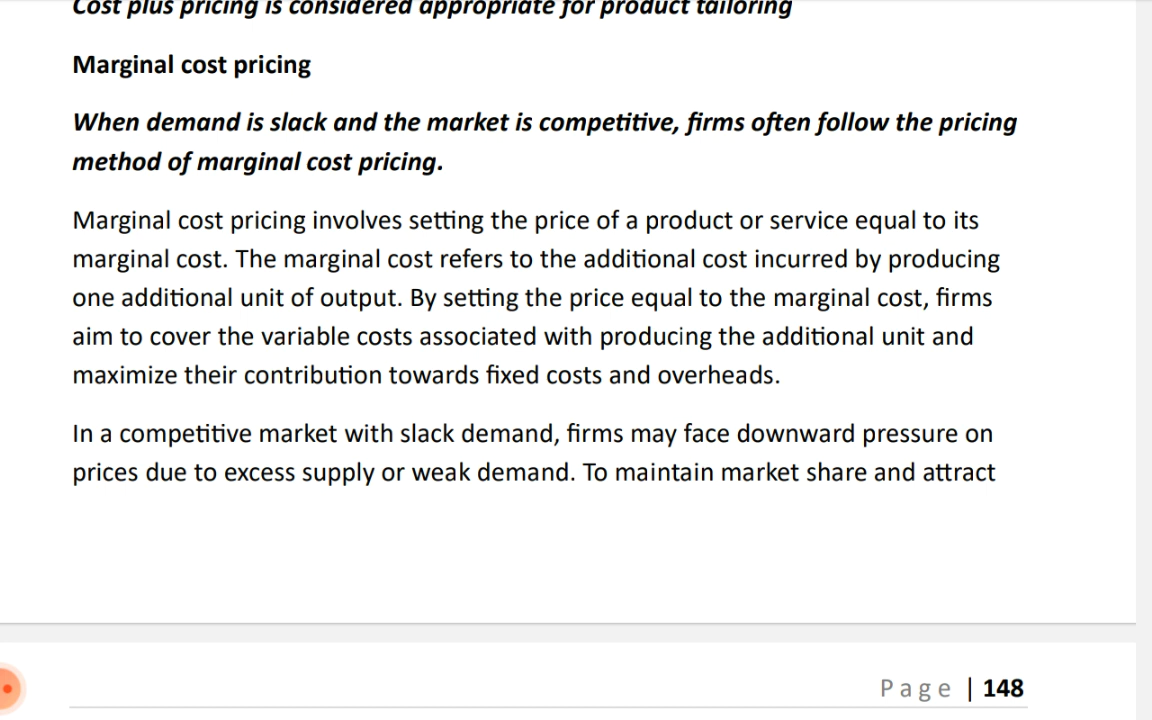 Cost plus pricing is considered appropriate for product tailoring
Marginal cost pricing
When demand is slack and the market is competitive, firms often follow the pricing
method of marginal cost pricing.
Marginal cost pricing involves setting the price of a product or service equal to its
marginal cost. The marginal cost refers to the additional cost incurred by producing
one additional unit of output. By setting the price equal to the marginal cost, firms
aim to cover the variable costs associated with producing the additional unit and
maximize their contribution towards fixed costs and overheads.
In a competitive market with slack demand, firms may face downward pressure on
prices due to excess supply or weak demand. To maintain market share and attract
Page | 148